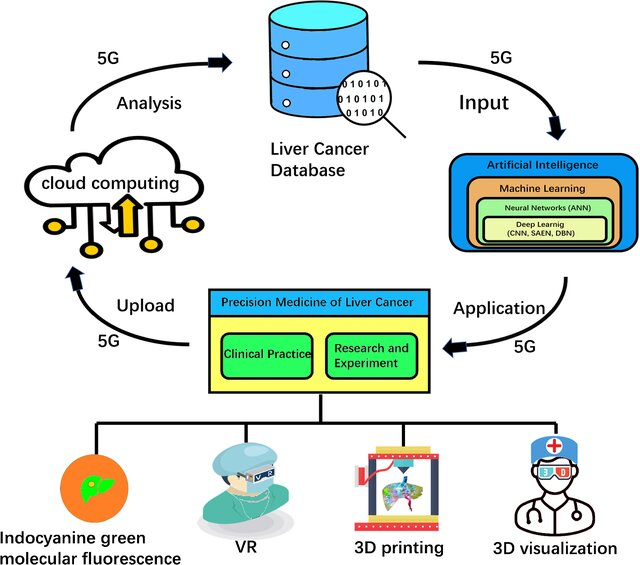 5G
Analysis
010101
010101
01010
Liver Cancer
Database
5G
Input
cloud computing
Artificial Intelligence
Machine Learning
Neural Networks (ANN)
Deep Learnig
(CNN, SAEN, DBN)
Upload
5G
Precision Medicine of Liver Cancer
Clinical Practice
Research and
Experiment
Application
5G
V D
3 D
Indocyanine green
molecular fluorescence
VR
3D printing
3D visualization